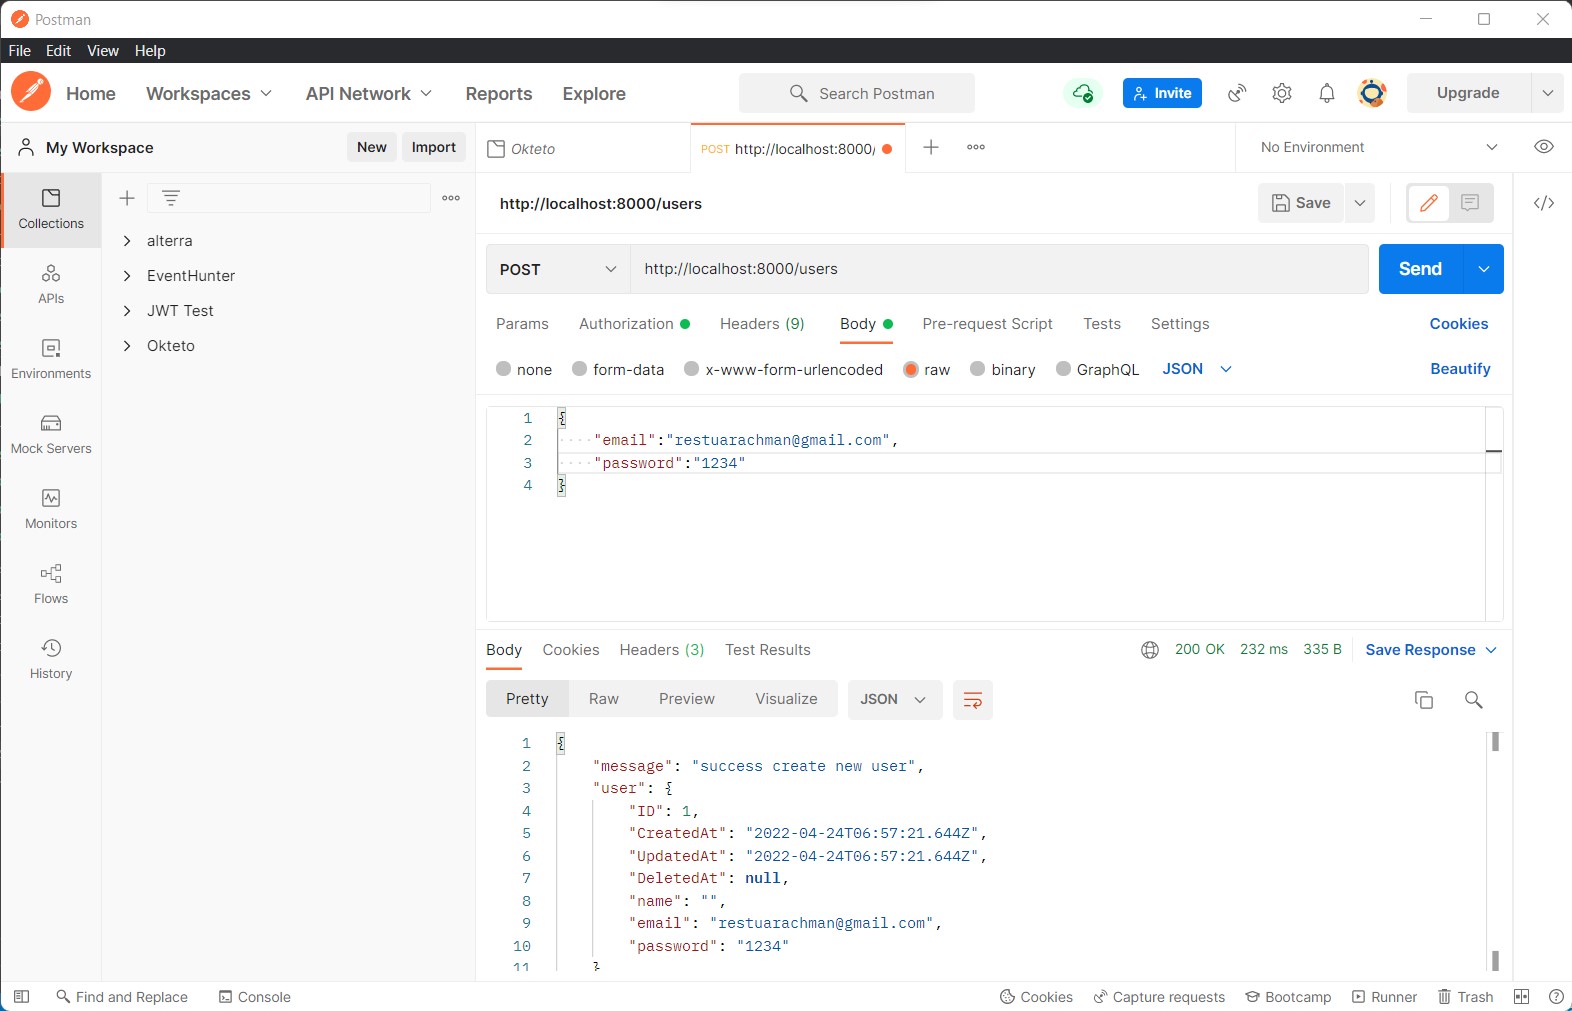 Postman
File Edit View Help
Home Workspaces API Network Reports Explore Search Postman Invite Upgrade
My Workspace New Import
Okteto POST http://localhost:8000/ No Environment
http://localhost:8000/users Save
POST http://localhost:8000/users Send
Params Authorization Headers (9) Body Pre-request Script Tests Settings Cookies
none form-data x-www-form-urlencoded raw binary GraphQL JSON Beautify
Collections
APIs
Environments
Mock Servers
Monitors
Flows
History
alterra
EventHunter
JWT Test
Okteto
1 {
2 "email":"restuarachman@gmail.com",
3 "password":"1234"
4 }
Body Cookies Headers (3) Test Results 200 OK 232 ms 335 B Save Response
Pretty Raw Preview Visualize JSON
1 {
2 "message": "success create new user",
3 "user": {
4 "ID": 1,
5 "CreatedAt": "2022-04-24T06:57:21.644Z",
6 "UpdatedAt": "2022-04-24T06:57:21.644Z",
7 "DeletedAt": null,
8 "name": "",
9 "email": "restuarachman@gmail.com",
10 "password": "1234"
11 }
Find and Replace Console Cookies Capture requests Bootcamp Runner Trash